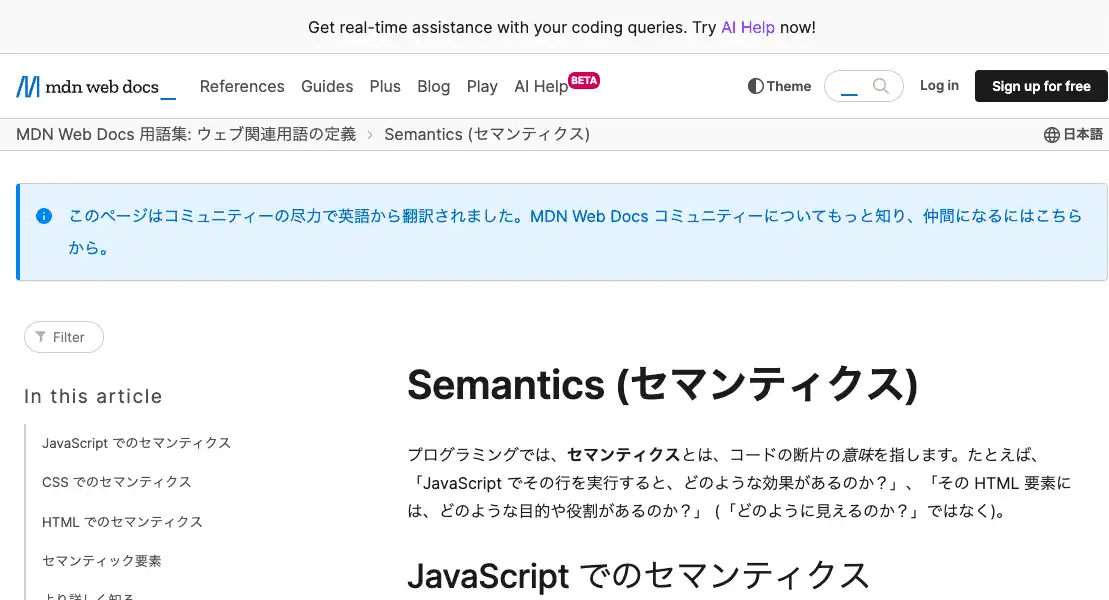 Get real-time assistance with your coding queries. Try AI Help now!
mdn web docs_ References Guides Plus Blog Play AI Help BETA Theme _ Log in Sign up for free
MDN Web Docs 用語集: ウェブ関連用語の定義 › Semantics (セマンティクス) 日本語
このページはコミュニティーの尽力で英語から翻訳されました。MDN Web Docs コミュニティーについてもっと知り、仲間になるにはこちら
から。
Filter
In this article
JavaScript でのセマンティクス
CSS でのセマンティクス
HTML でのセマンティクス
セマンティック要素
より詳しく知る
Semantics (セマンティクス)
プログラミングでは、セマンティクスとは、コードの断片の意味を指します。たとえば、
「JavaScript でその行を実行すると、どのような効果があるのか？」、「その HTML 要素に
は、どのような目的や役割があるのか？」 (「どのように見えるのか？」ではなく)。
JavaScript でのセマンティクス